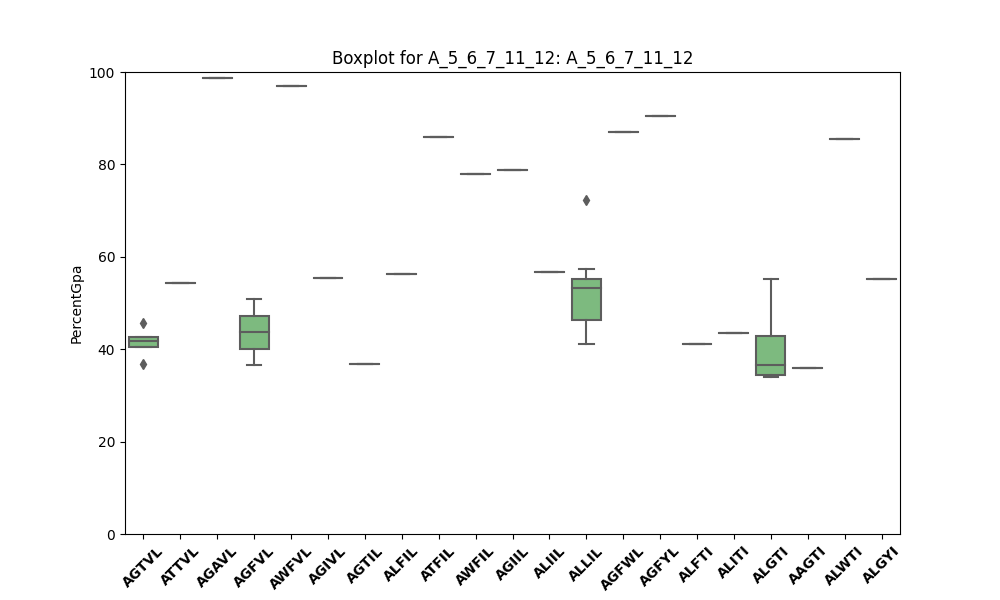 Boxplot for A_5_6_7_11_12: A_5_6_7_11_12
PercentGpa
100
80
60
40
20
0
AGTVL
ATTVL
AGAVL
AGFVL
AWFVL
AGIVL
AGTIL
ALFIL
ATFIL
AWFIL
AGIIL
ALIIL
ALLIL
AGFWL
AGFYL
ALFTI
ALITI
ALGTI
AAGTI
ALWTI
ALGYI